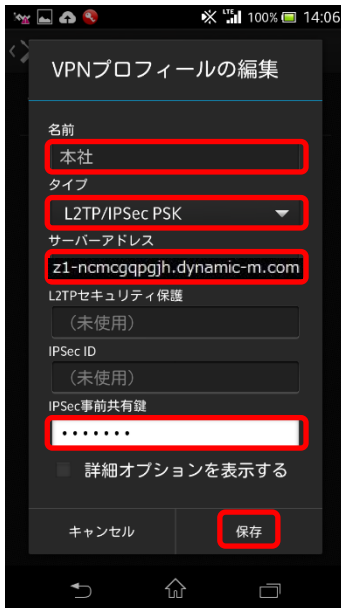 LTE 100% 14:06
VPNプロフィールの編集
名前
本社
タイプ
L2TP/IPSec PSK
サーバーアドレス
z1-ncmcgqpgjh.dynamic-m.com
L2TPセキュリティ保護
（未使用）
IPSec ID
（未使用）
IPSec事前共有鍵
•••••••
詳細オプションを表示する
キャンセル
保存